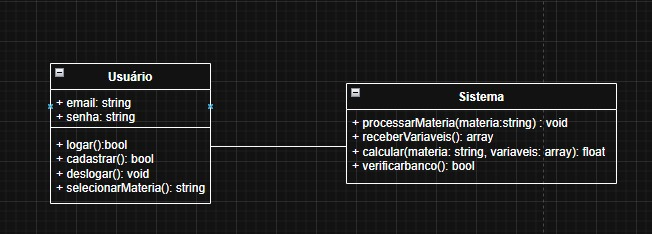 Usuário
+ email: string
+ senha: string
+ logar():bool
+ cadastrar(): bool
+ deslogar(): void
+ selecionarMateria(): string
Sistema
+ processarMateria(materia:string) : void
+ receberVariaveis(): array
+ calcular(materia: string, variaveis: array): float
+ verificarbanco(): bool